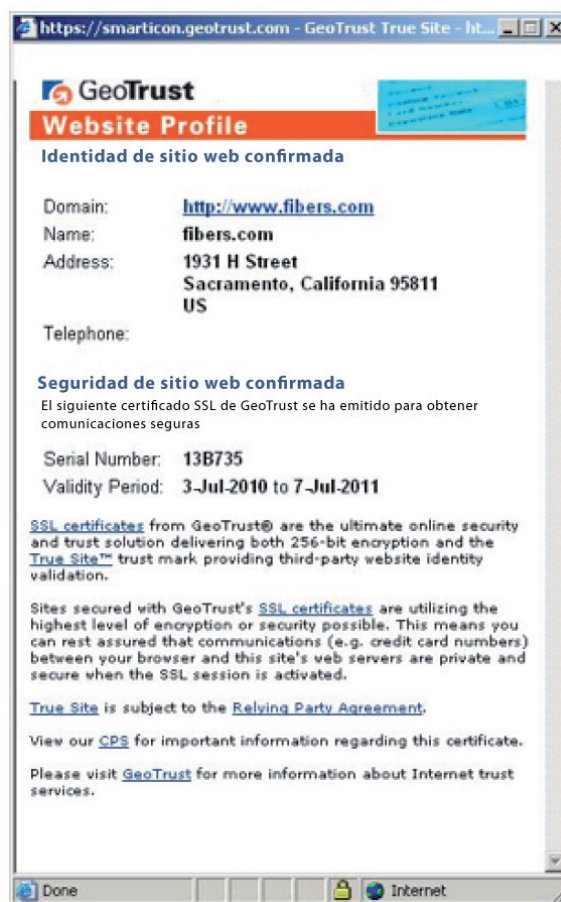 https://smarticon.geotrust.com - GeoTrust True Site - ht...
GeoTrust
Website Profile
Identidad de sitio web confirmada
Domain: http://www.fibers.com
Name: fibers.com
Address: 1931 H Street
Sacramento, California 95811
US
Telephone:
Seguridad de sitio web confirmada
El siguiente certificado SSL de GeoTrust se ha emitido para obtener
comunicaciones seguras
Serial Number: 13B735
Validity Period: 3-Jul-2010 to 7-Jul-2011
SSL certificates from GeoTrust® are the ultimate online security
and trust solution delivering both 256-bit encryption and the
True Site™ trust mark providing third-party website identity
validation.
Sites secured with GeoTrust's SSL certificates are utilizing the
highest level of encryption or security possible. This means you
can rest assured that communications (e.g. credit card numbers)
between your browser and this site's web servers are private and
secure when the SSL session is activated.
True Site is subject to the Relying Party Agreement.
View our CPS for important information regarding this certificate.
Please visit GeoTrust for more information about Internet trust
services.
Done
Internet